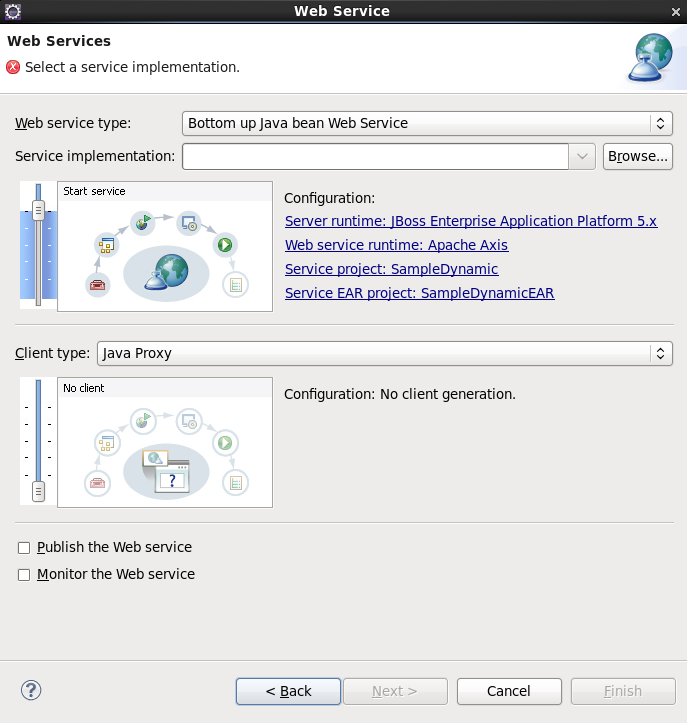 Web Service
Web Services
Select a service implementation.
Web service type: Bottom up Java bean Web Service
Service implementation: Browse...
Start service
Configuration:
Server runtime: JBoss Enterprise Application Platform 5.x
Web service runtime: Apache Axis
Service project: SampleDynamic
Service EAR project: SampleDynamicEAR
Client type: Java Proxy
No client
Configuration: No client generation.
?
Publish the Web service
Monitor the Web service
? < Back Next > Cancel Finish